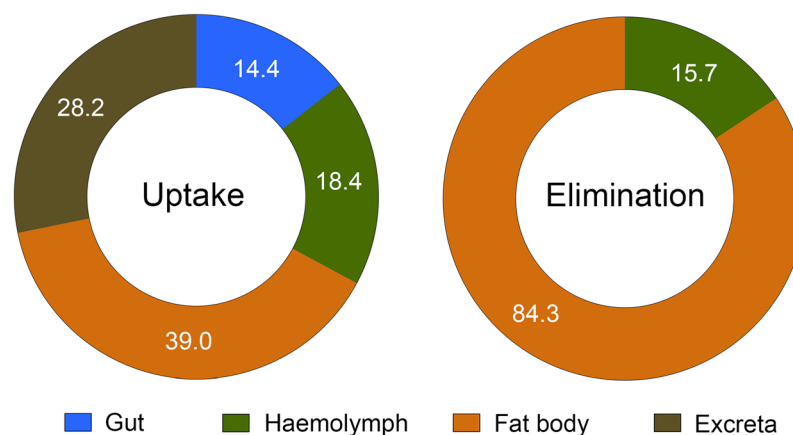 14.4
28.2
18.4
Uptake
39.0
15.7
Elimination
84.3
Gut
Haemolymph
Fat body
Excreta